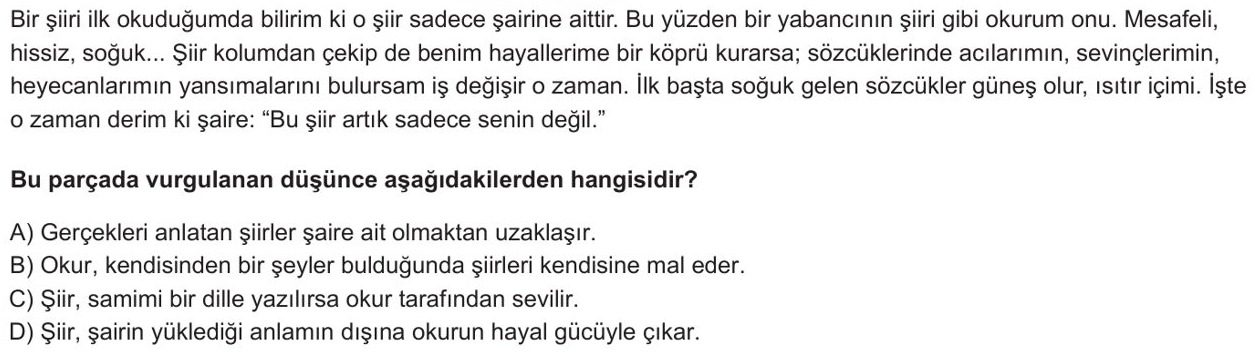 Bir şiiri ilk okuduğumda bilirim ki o şiir sadece şairine aittir. Bu yüzden bir yabancının şiiri gibi okurum onu. Mesafeli,
hissiz, soğuk... Şiir kolumdan çekip de benim hayallerime bir köprü kurarsa; sözcüklerinde acılarımın, sevinçlerimin,
heyecanlarımın yansımalarını bulursam iş değişir o zaman. İlk başta soğuk gelen sözcükler güneş olur, ısıtır içimi. İşte
o zaman derim ki şaire: “Bu şiir artık sadece senin değil.”
Bu parçada vurgulanan düşünce aşağıdakilerden hangisidir?
A) Gerçekleri anlatan şiirler şaire ait olmaktan uzaklaşır.
B) Okur, kendisinden bir şeyler bulduğunda şiirleri kendisine mal eder.
C) Şiir, samimi bir dille yazılırsa okur tarafından sevilir.
D) Şiir, şairin yüklediği anlamın dışına okurun hayal gücüyle çıkar.